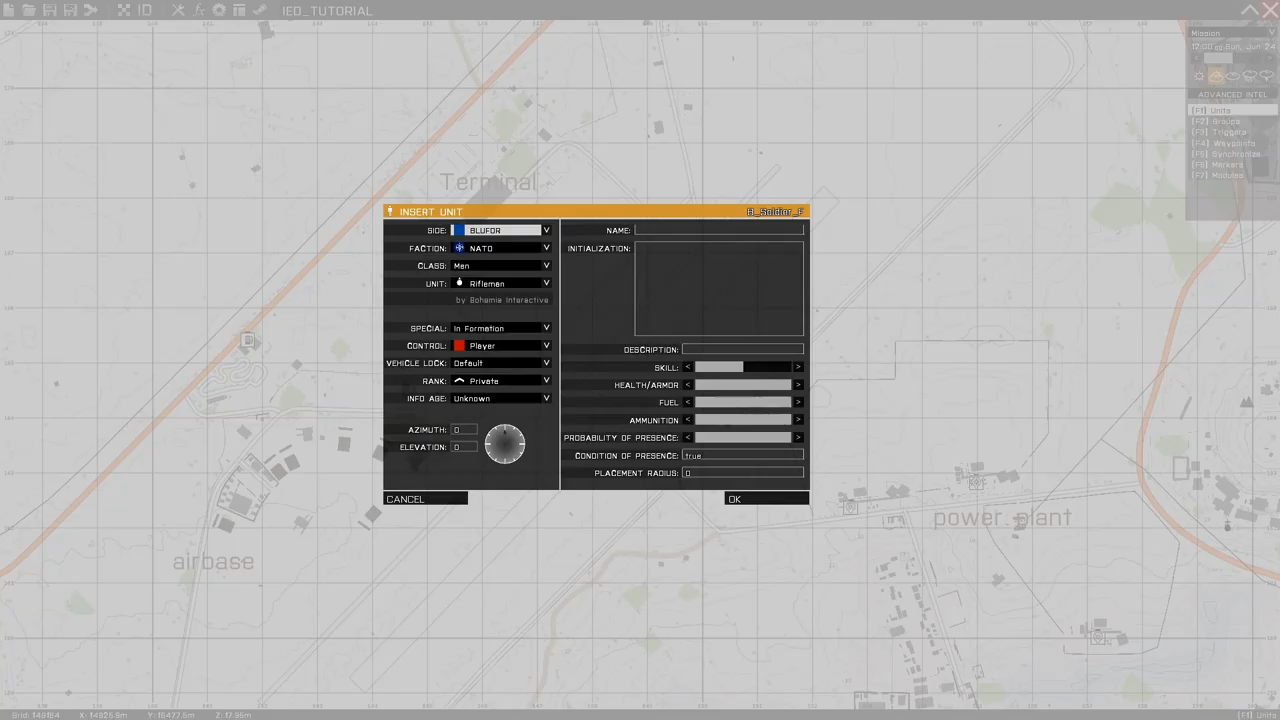 ID
IED_TUTORIAL
Mission
ADVANCED INTEL
[F1] Units
[F2] Groups
[F3] Triggers
[F4] Waypoints
[F5] Synchronize
[F6] Markers
[F7] Modules
Terminal
INSERT UNIT
B_Soldier_F
SIDE: BLUFOR
FACTION: NATO
CLASS: Men
UNIT: Rifleman
by Bohemia Interactive
SPECIAL: In Formation
CONTROL: Player
VEHICLE LOCK: Default
RANK: Private
INFO AGE: Unknown
AZIMUTH: 0
ELEVATION: 0
NAME:
INITIALIZATION:
DESCRIPTION:
SKILL:
HEALTH/ARMOR
FUEL
AMMUNITION
PROBABILITY OF PRESENCE:
CONDITION OF PRESENCE: true
PLACEMENT RADIUS: 0
CANCEL
OK
power_plant
airbase
[F1] Units